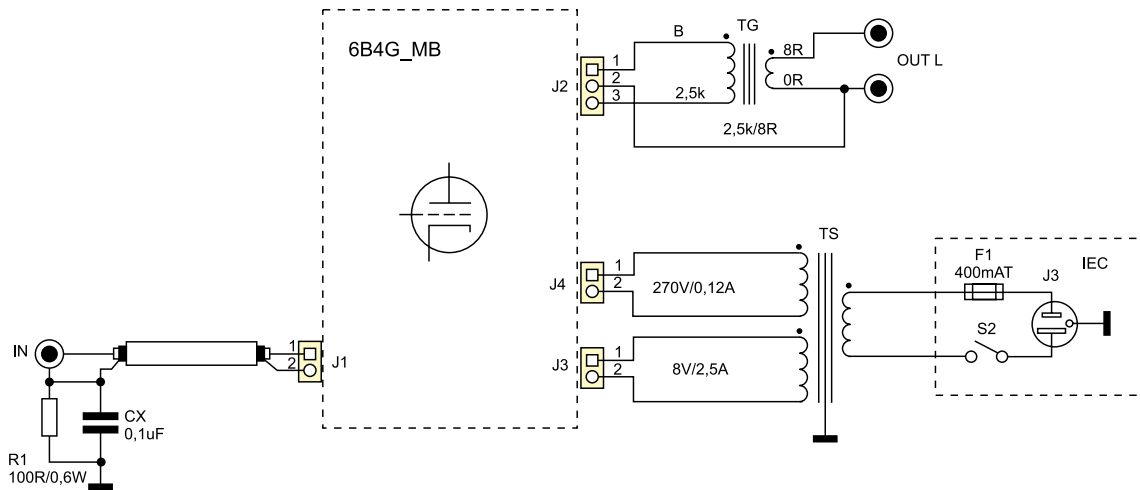 6B4G_MB
B
TG
1
2
3
J2
2,5k
8R
0R
OUT L
2,5k/8R
TS
J4
1
2
270V/0,12A
F1
400mAT
J3
IEC
S2
J3
1
2
8V/2,5A
IN
1
2
J1
CX
0,1uF
R1
100R/0,6W